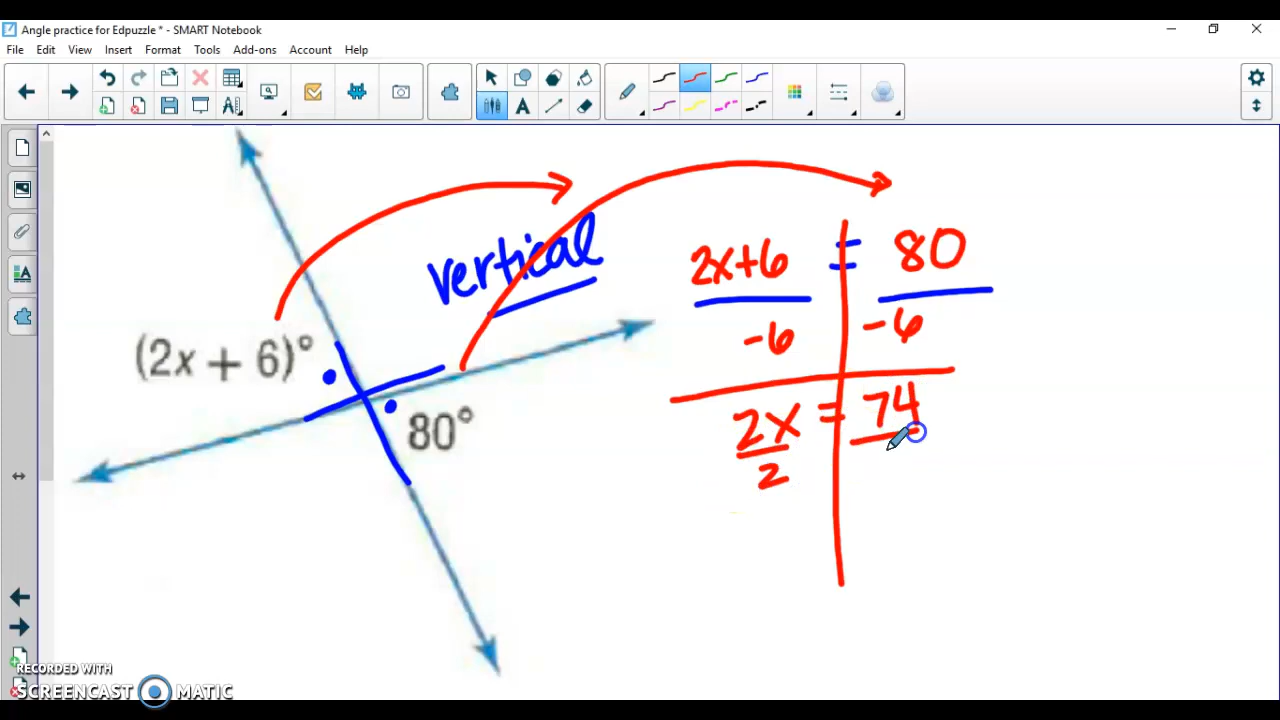 Angle practice for Edpuzzle * - SMART Notebook
File Edit View Insert Format Tools Add-ons Account Help
vertical
2x+6 = 80
-6 -6
(2x + 6)°
80°
2x = 74
2
RECORDED WITH
SCREENCAST MATIC